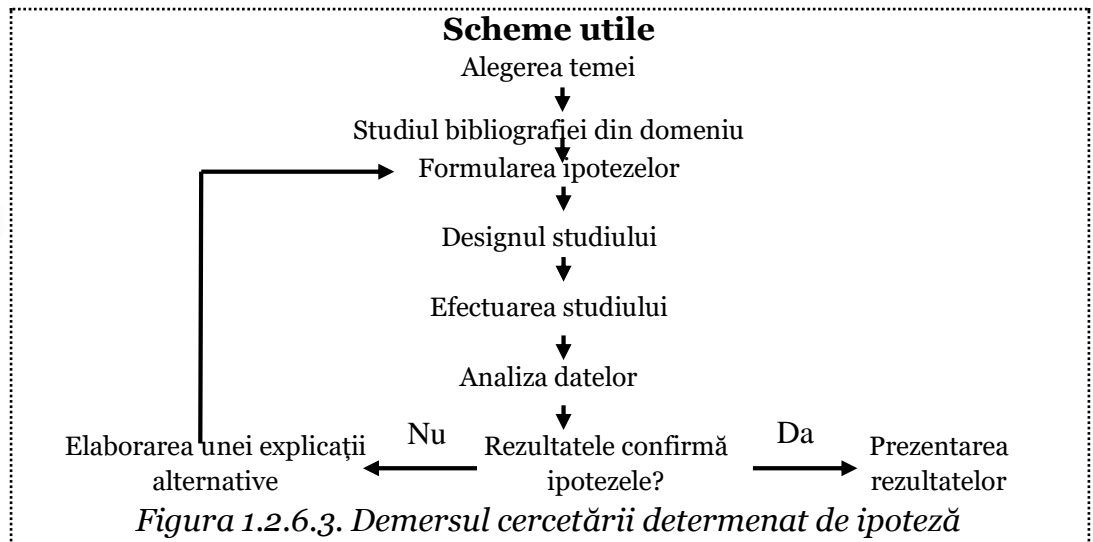 Scheme utile
Alegerea temei
Studiul bibliografiei din domeniu
Formularea ipotezelor
Designul studiului
Efectuarea studiului
Analiza datelor
Elaborarea unei explicații
alternative
Nu
Rezultatele confirmă
ipotezele?
Da
Prezentarea
rezultatelor
Figura 1.2.6.3. Demersul cercetării determenat de ipoteză